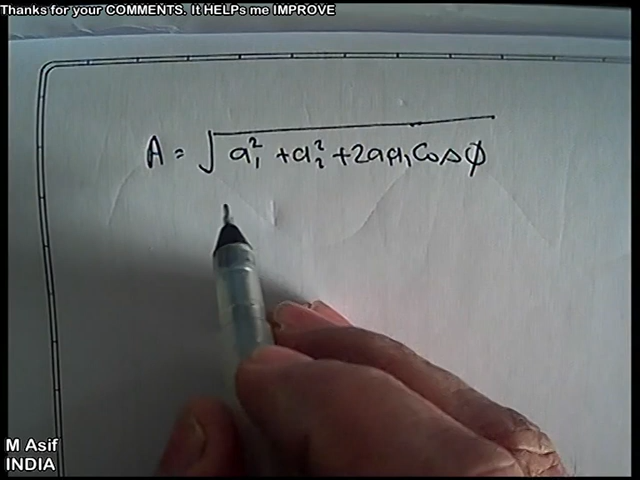 Thanks for your COMMENTS. It HELPs me IMPROVE
A = √a₁² + a₂² + 2a₁a₁ Cos ϕ
M Asif
INDIA